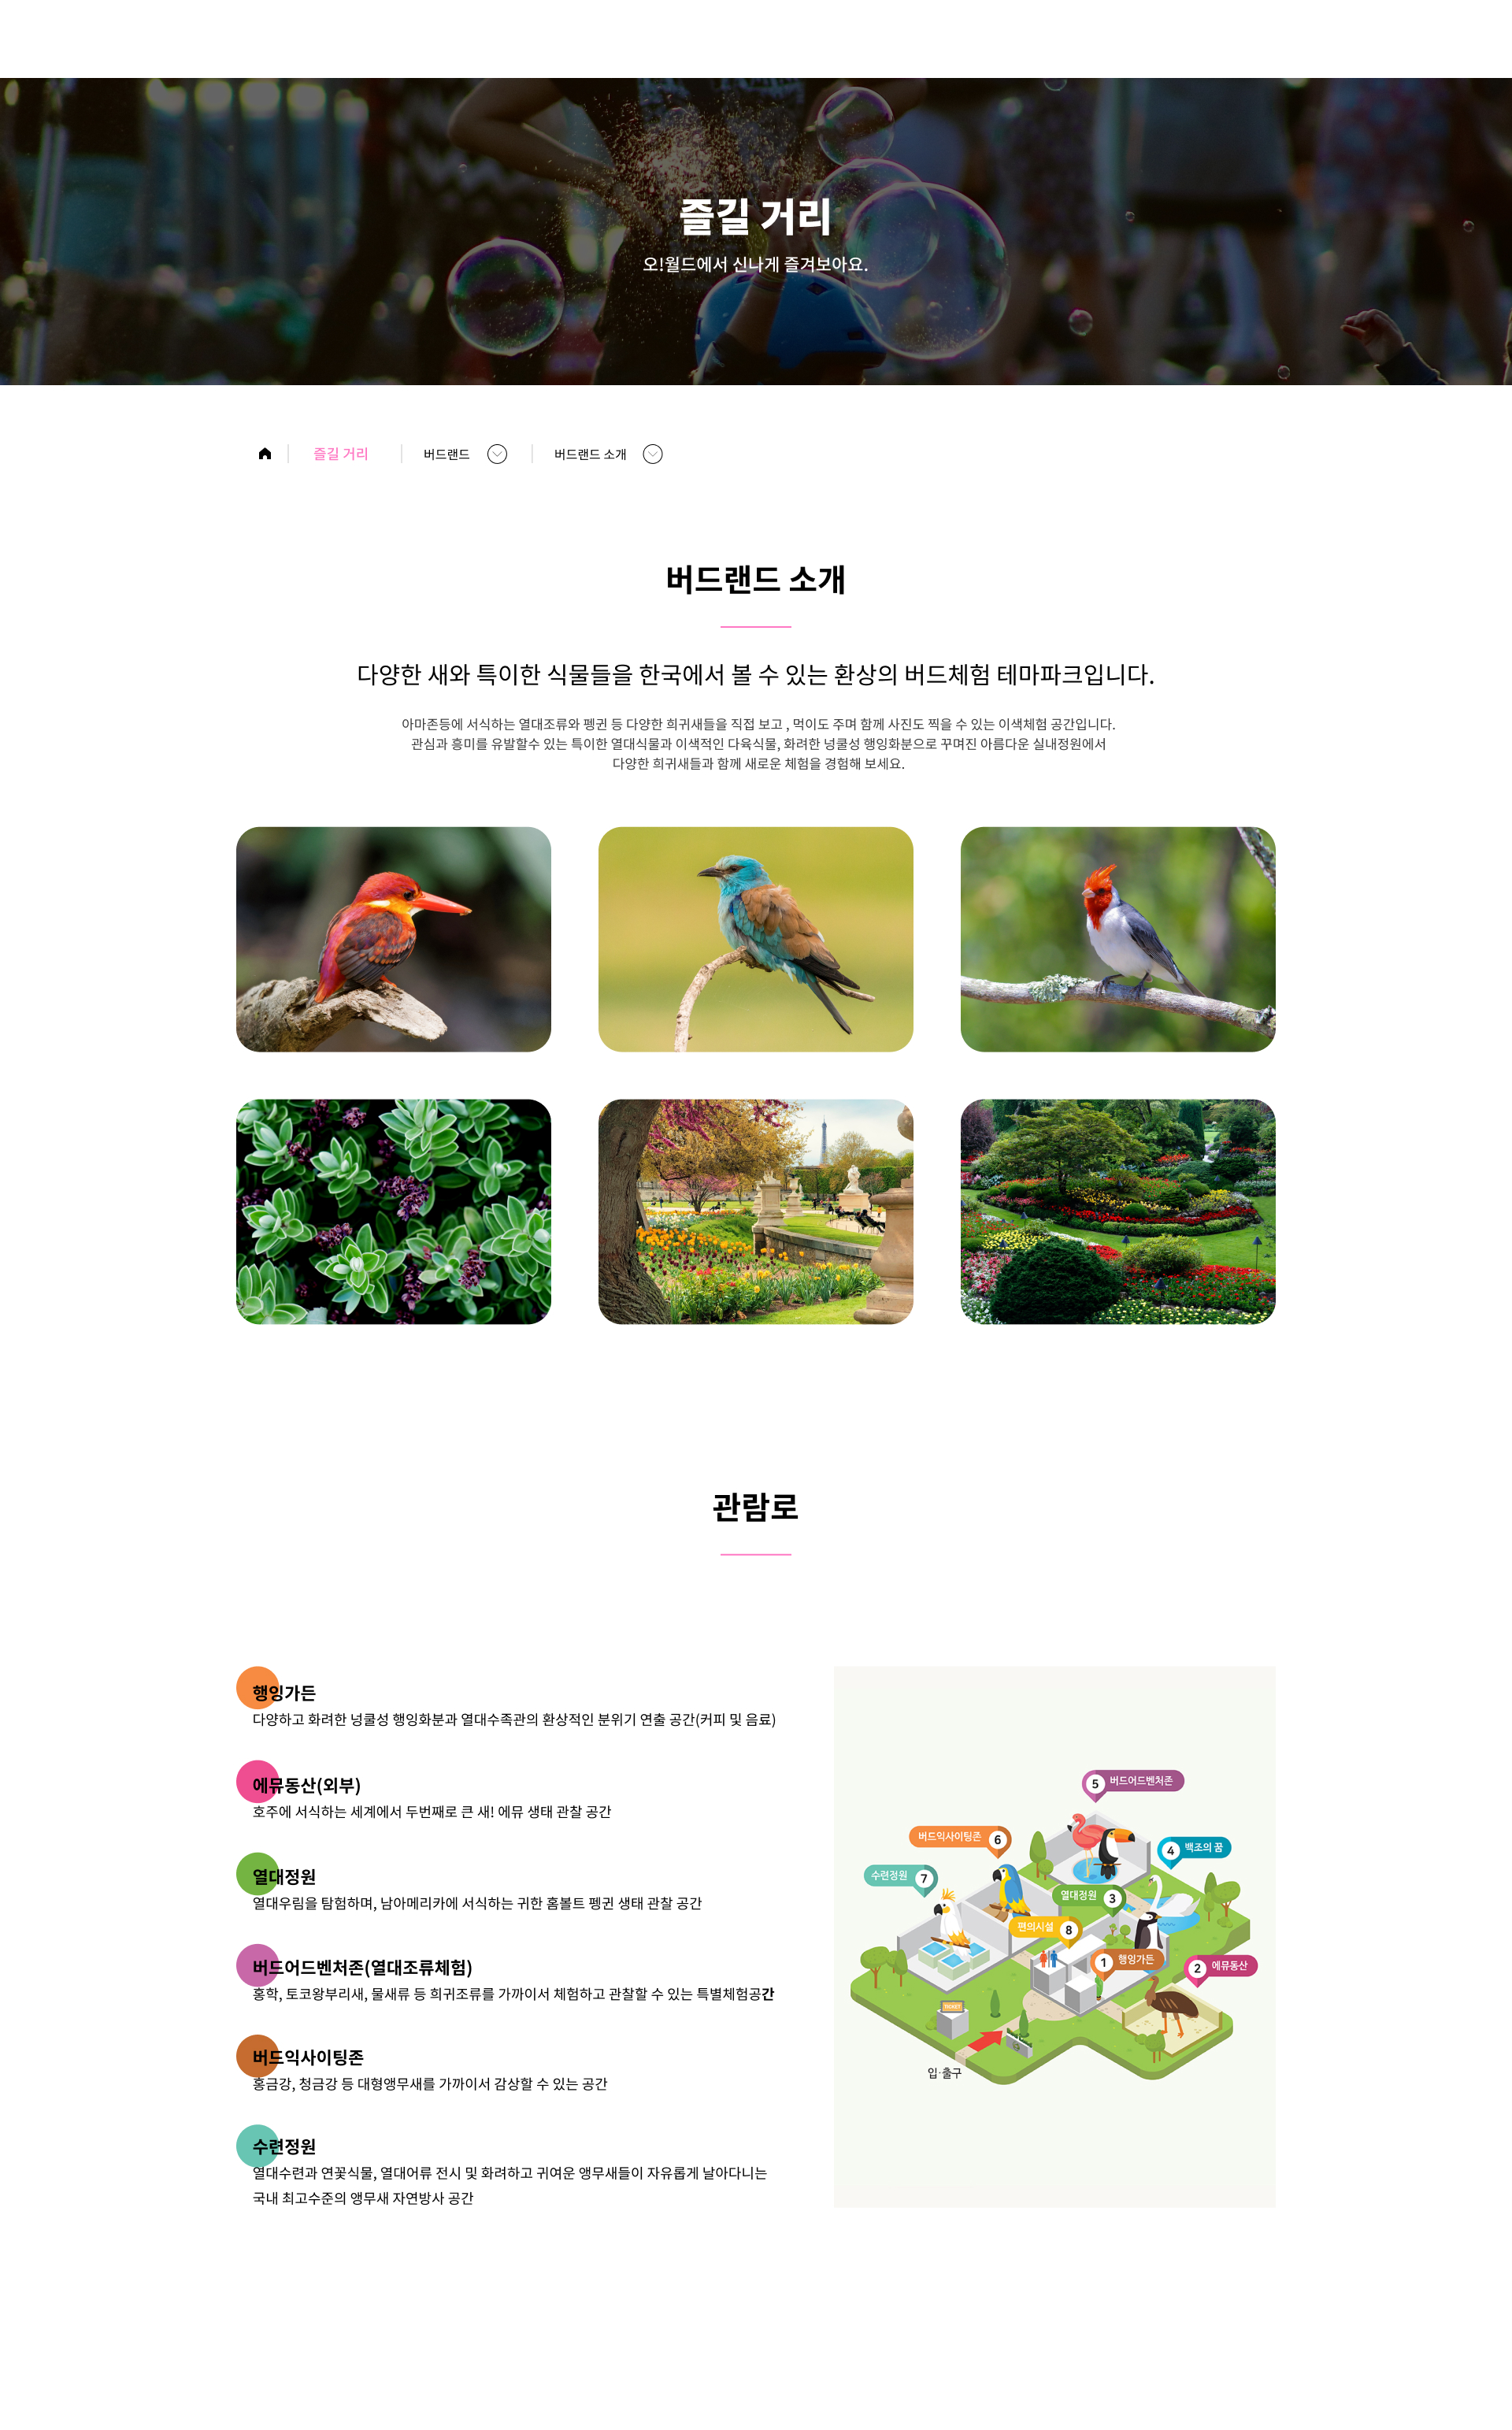 즐길 거리
오!월드에서 신나게 즐겨보아요.
즐길 거리
버드랜드
버드랜드 소개
버드랜드 소개
다양한 새와 특이한 식물들을 한국에서 볼 수 있는 환상의 버드체험 테마파크입니다.
아마존등에 서식하는 열대조류와 펭귄 등 다양한 희귀새들을 직접 보고 , 먹이도 주며 함께 사진도 찍을 수 있는 이색체험 공간입니다.
관심과 흥미를 유발할수 있는 특이한 열대식물과 이색적인 다육식물, 화려한 넝쿨성 행잉화분으로 꾸며진 아름다운 실내정원에서
다양한 희귀새들과 함께 새로운 체험을 경험해 보세요.
관람로
행잉가든
다양하고 화려한 넝쿨성 행잉화분과 열대수족관의 환상적인 분위기 연출 공간(커피 및 음료)
에뮤동산(외부)
호주에 서식하는 세계에서 두번째로 큰 새! 에뮤 생태 관찰 공간
열대정원
열대우림을 탐험하며, 남아메리카에 서식하는 귀한 홈볼트 펭귄 생태 관찰 공간
버드어드벤처존(열대조류체험)
홍학, 토코왕부리새, 물새류 등 희귀조류를 가까이서 체험하고 관찰할 수 있는 특별체험공간
버드익사이팅존
홍금강, 청금강 등 대형앵무새를 가까이서 감상할 수 있는 공간
수련정원
열대수련과 연꽃식물, 열대어류 전시 및 화려하고 귀여운 앵무새들이 자유롭게 날아다니는
국내 최고수준의 앵무새 자연방사 공간
5 버드어드벤처존
버드익사이팅존 6
4 백조의 꿈
수련정원 7
열대정원 3
편의시설 8
1 행잉가든
2 에뮤동산
TICKET
입·출구